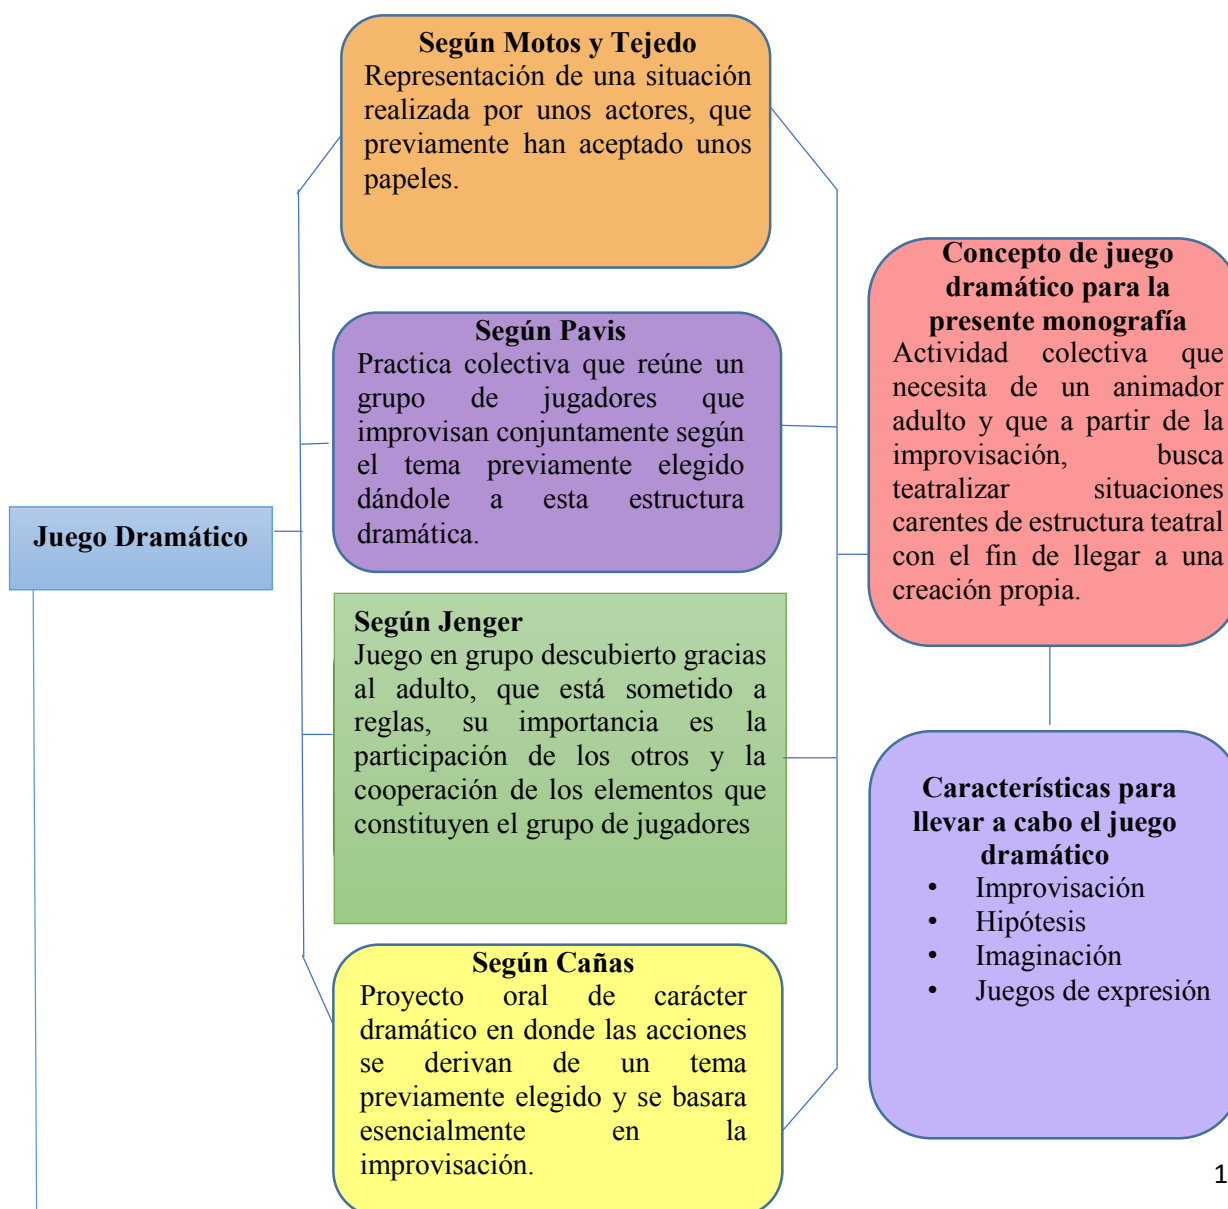 Juego Dramático
Según Motos y Tejedo
Representación de una situación
realizada por unos actores, que
previamente han aceptado unos
papeles.
Según Pavis
Practica colectiva que reúne un
grupo de jugadores que
improvisan conjuntamente según
el tema previamente elegido
dándole a esta estructura
dramática.
Según Jenger
Juego en grupo descubierto gracias
al adulto, que está sometido a
reglas, su importancia es la
participación de los otros y la
cooperación de los elementos que
constituyen el grupo de jugadores
Según Cañas
Proyecto oral de carácter
dramático en donde las acciones
se derivan de un tema
previamente elegido y se basara
esencialmente en la
improvisación.
Concepto de juego
dramático para la
presente monografía
Actividad colectiva que
necesita de un animador
adulto y que a partir de la
improvisación, busca
teatralizar situaciones
carentes de estructura teatral
con el fin de llegar a una
creación propia.
Características para
llevar a cabo el juego
dramático
• Improvisación
• Hipótesis
• Imaginación
• Juegos de expresión
1